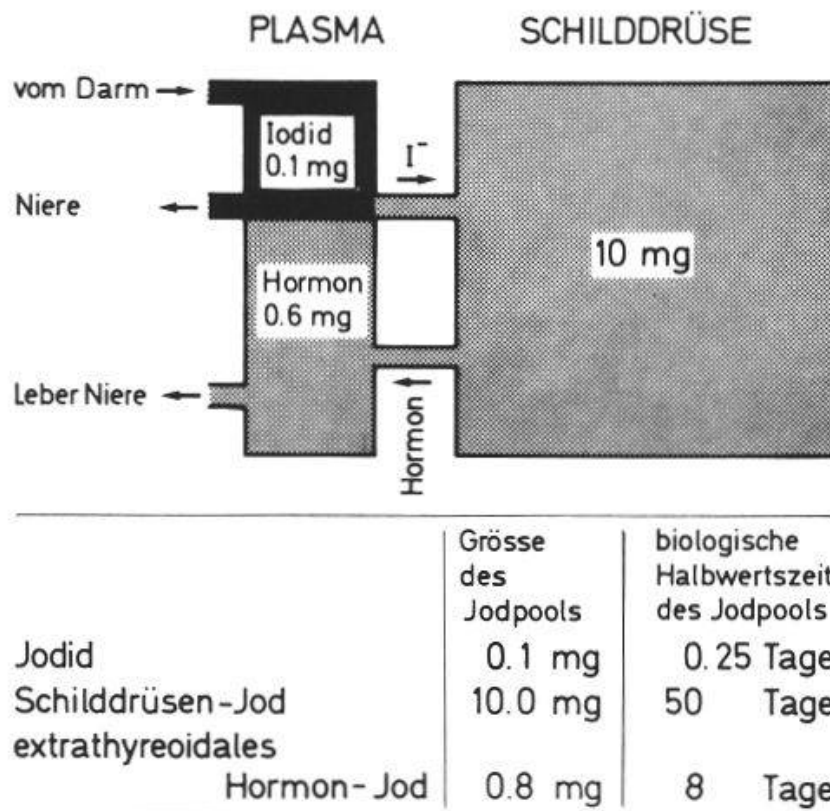 PLASMA SCHILDDRÜSE
vom Darm
Iodid
0.1 mg
I⁻
Niere
10 mg
Hormon
0.6 mg
Leber Niere
Hormon
Grösse des Jodpools
biologische Halbwertszeit des Jodpools
Jodid 0.1 mg 0.25 Tage
Schilddrüsen-Jod 10.0 mg 50 Tage
extrathyreoidales
Hormon-Jod 0.8 mg 8 Tage